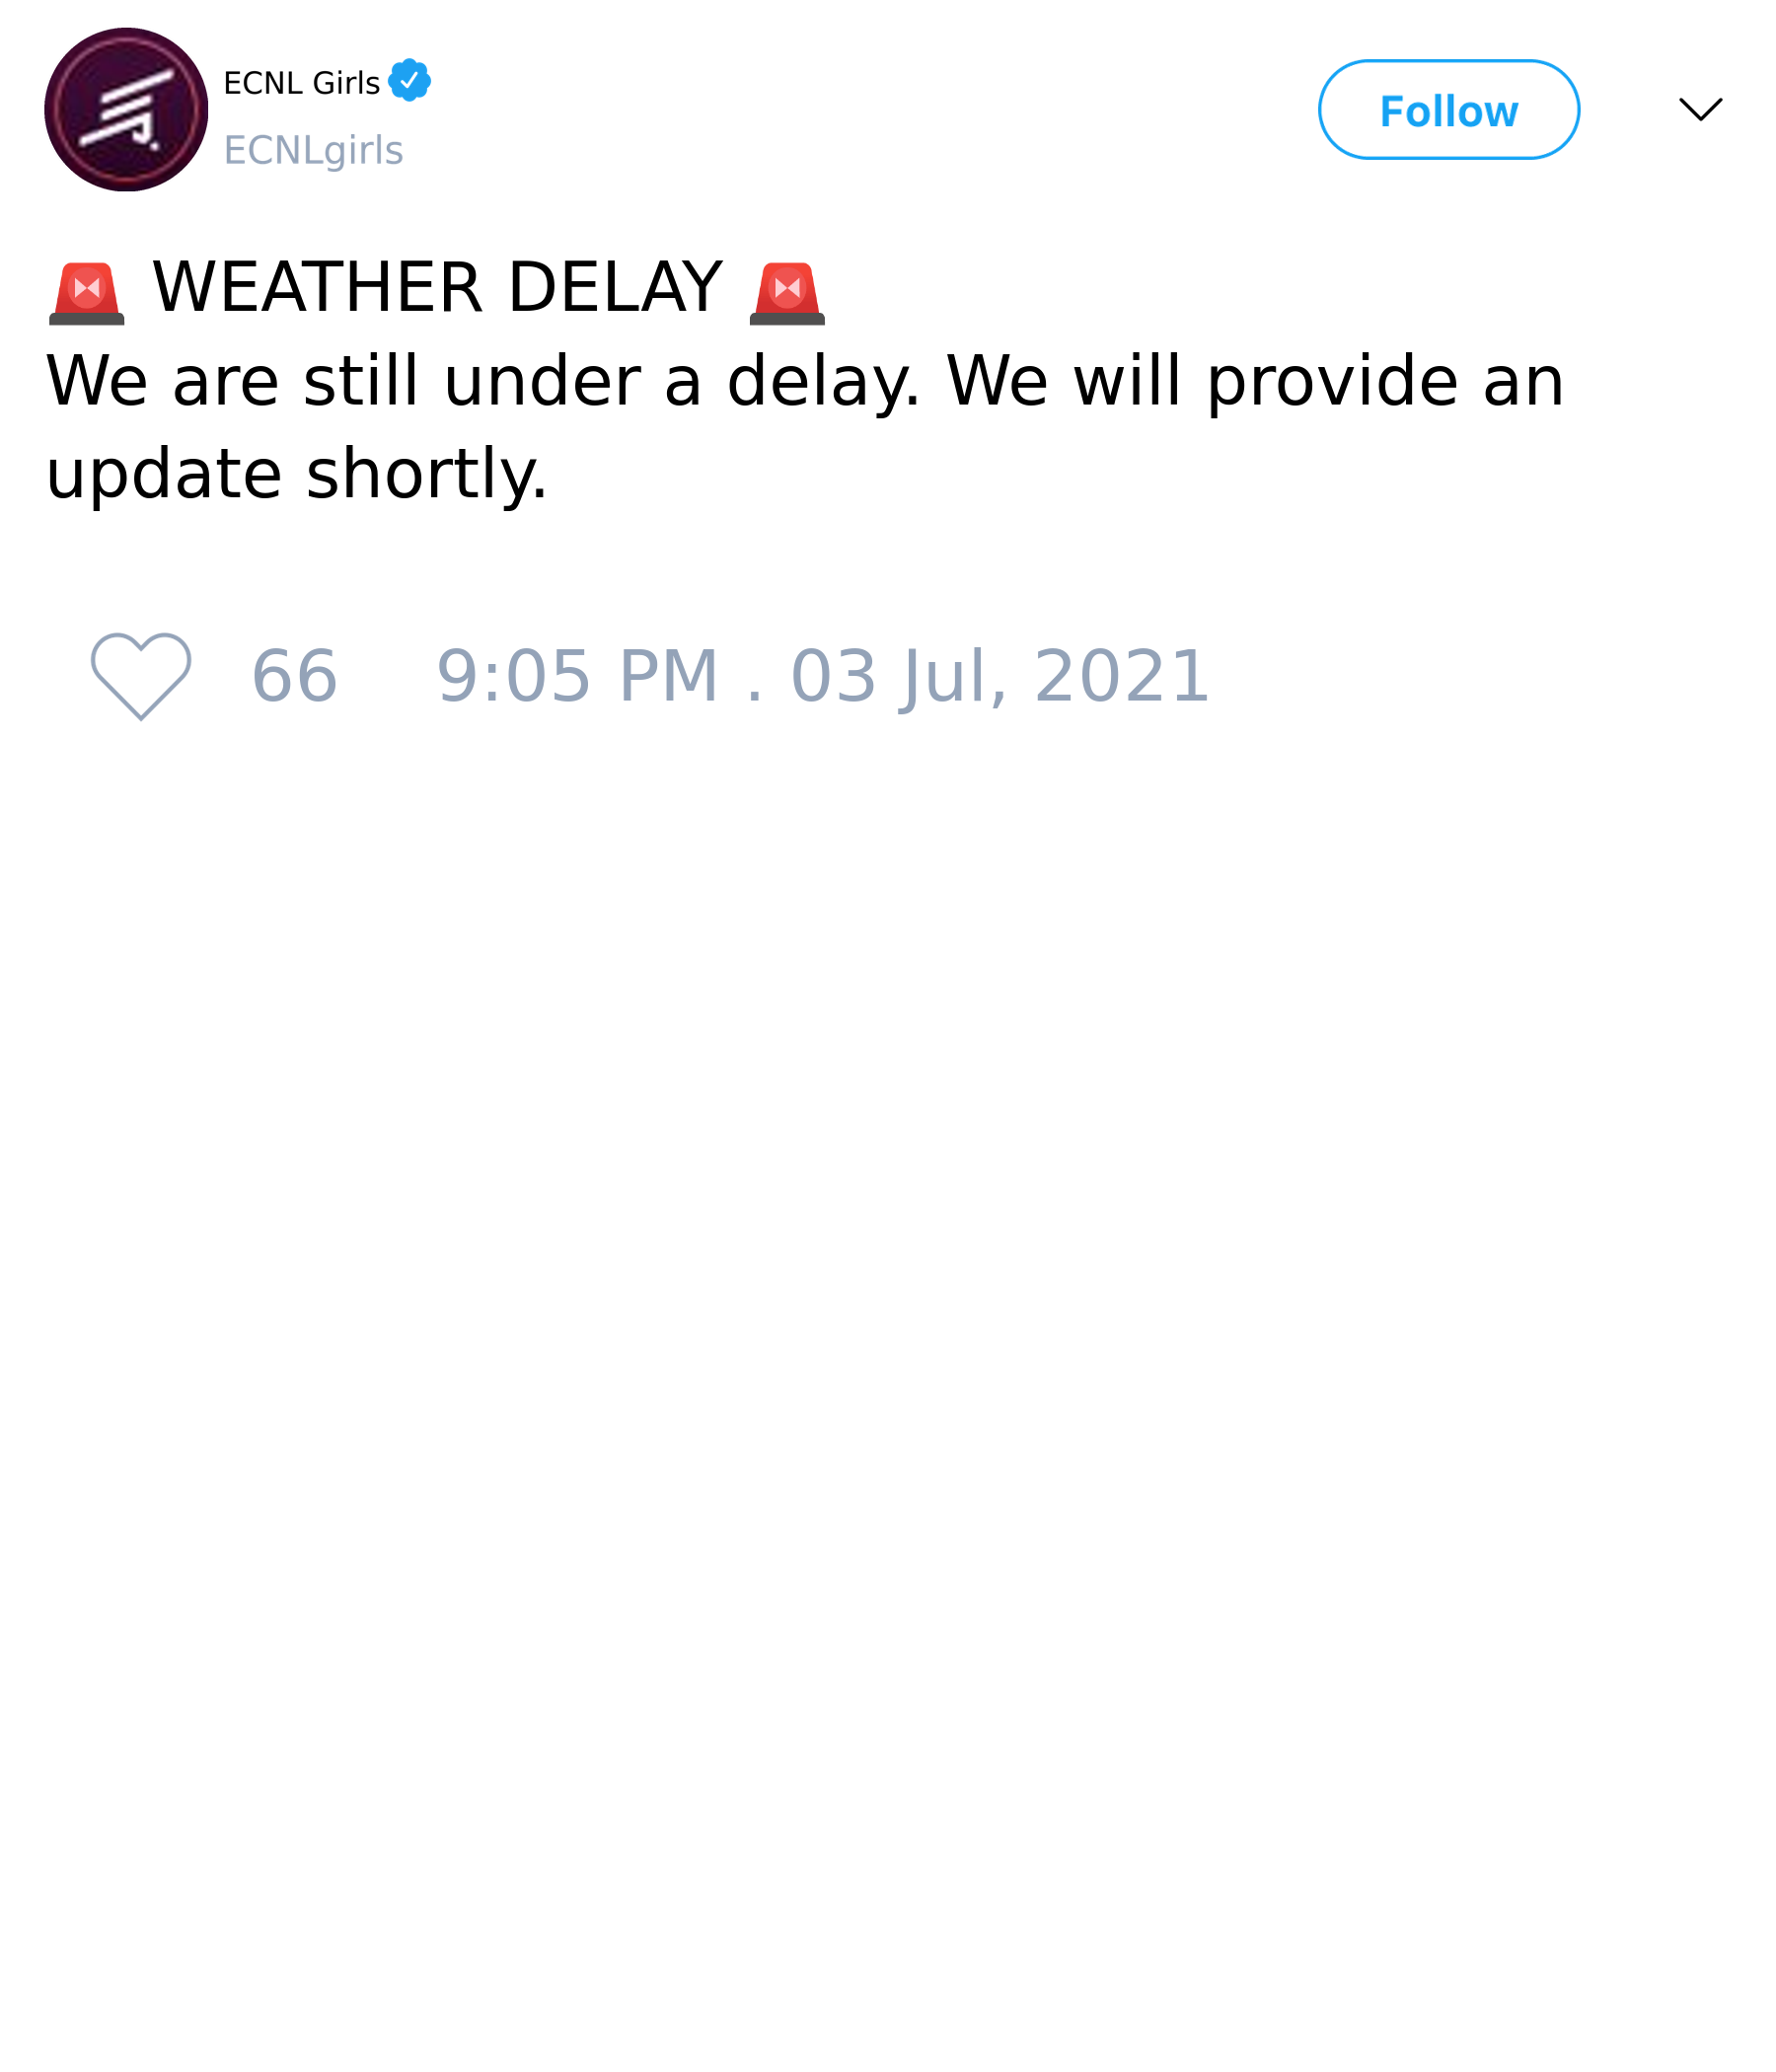 ECNL Girls
ECNLgirls
Follow
🚨 WEATHER DELAY 🚨
We are still under a delay. We will provide an
update shortly.
66 9:05 PM . 03 Jul, 2021